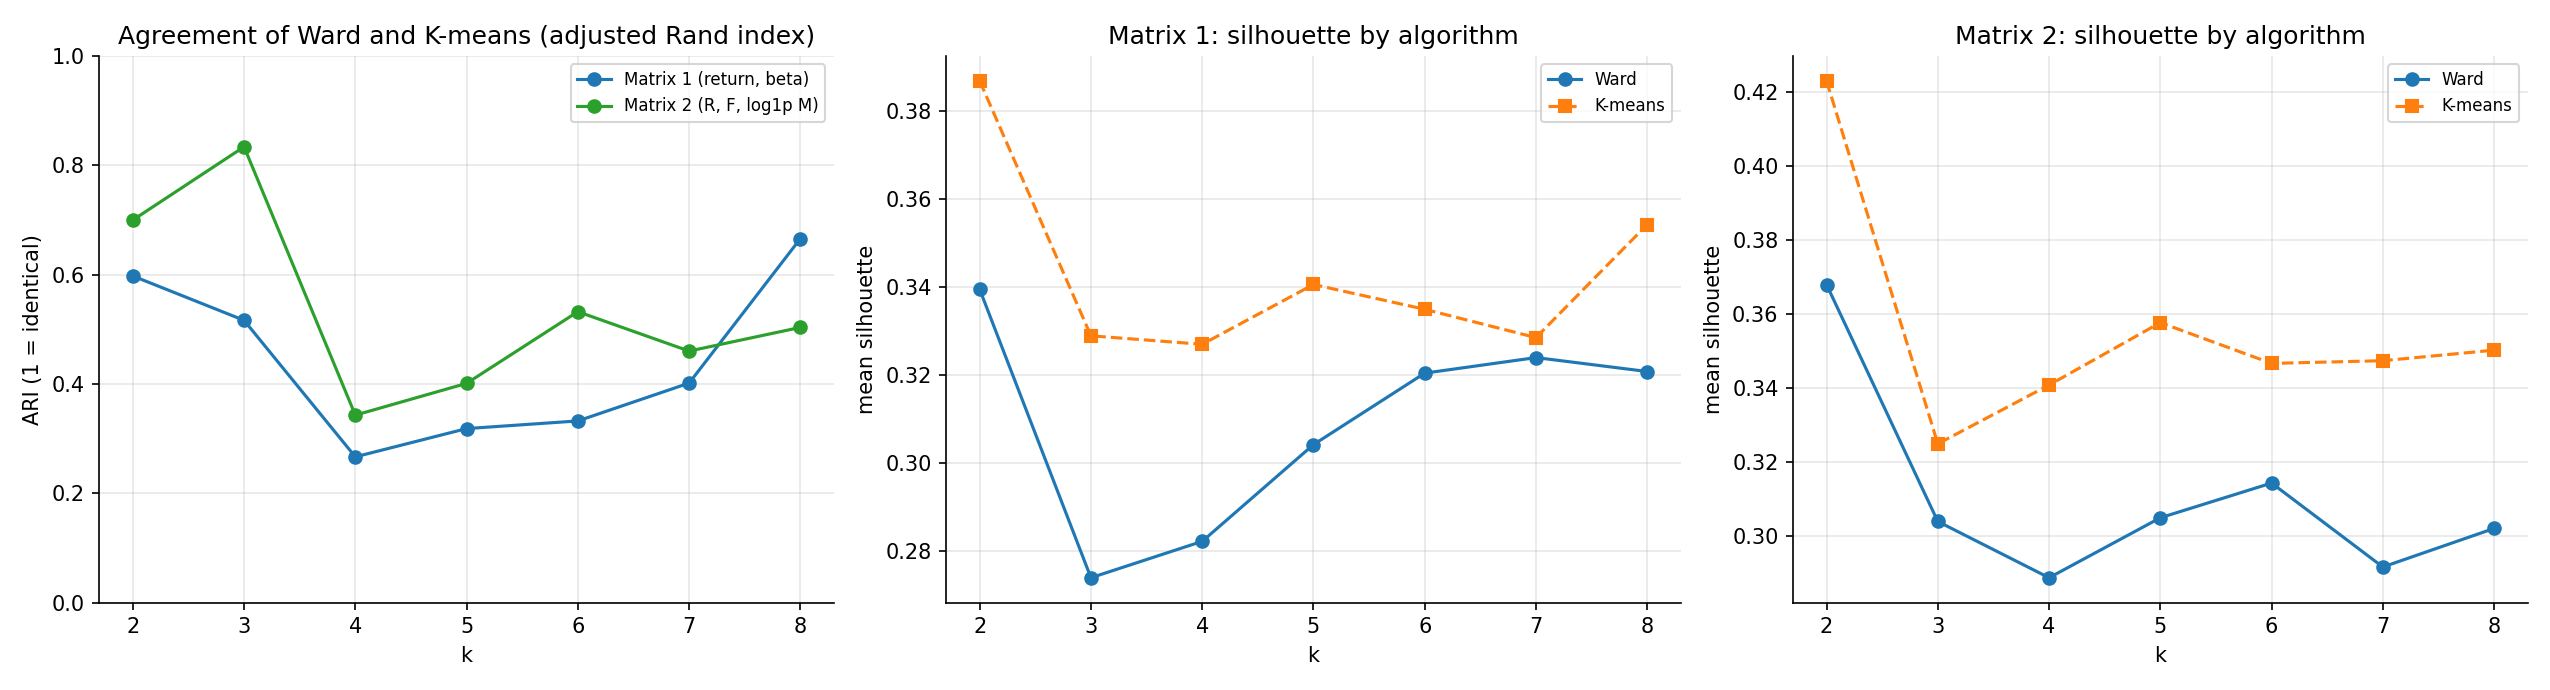 Agreement of Ward and K-means (adjusted Rand index)
Matrix 1 (return, beta)
Matrix 2 (R, F, log1p M)
ARI (1 = identical)
1.0
0.8
0.6
0.4
0.2
0.0
2 3 4 5 6 7 8
k
Matrix 1: silhouette by algorithm
Ward
K-means
mean silhouette
0.38
0.36
0.34
0.32
0.30
0.28
2 3 4 5 6 7 8
k
Matrix 2: silhouette by algorithm
Ward
K-means
mean silhouette
0.42
0.40
0.38
0.36
0.34
0.32
0.30
2 3 4 5 6 7 8
k